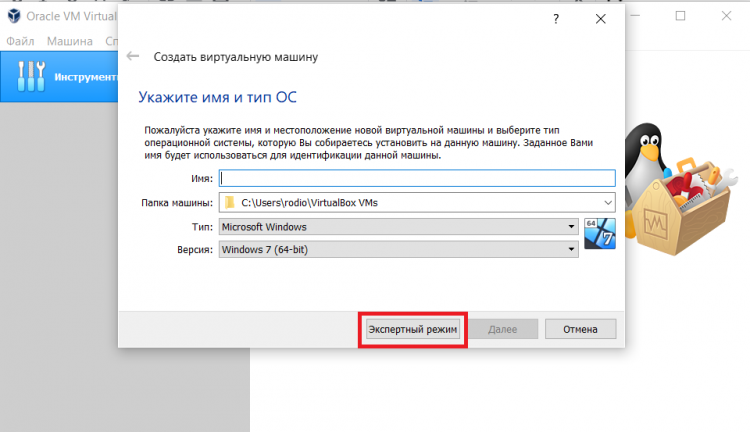 Oracle VM Virtual
Файл Машина Сп
Инструменты
?
Создать виртуальную машину
Укажите имя и тип ОС
Пожалуйста укажите имя и местоположение новой виртуальной машины и выберите тип
операционной системы, которую Вы собираетесь установить на данную машину. Заданное Вами
имя будет использоваться для идентификации данной машины.
Имя:
Папка машины: C:\Users\rodio\VirtualBox VMs
Тип: Microsoft Windows
64
7
Версия: Windows 7 (64-bit)
Экспертный режим Далее Отмена